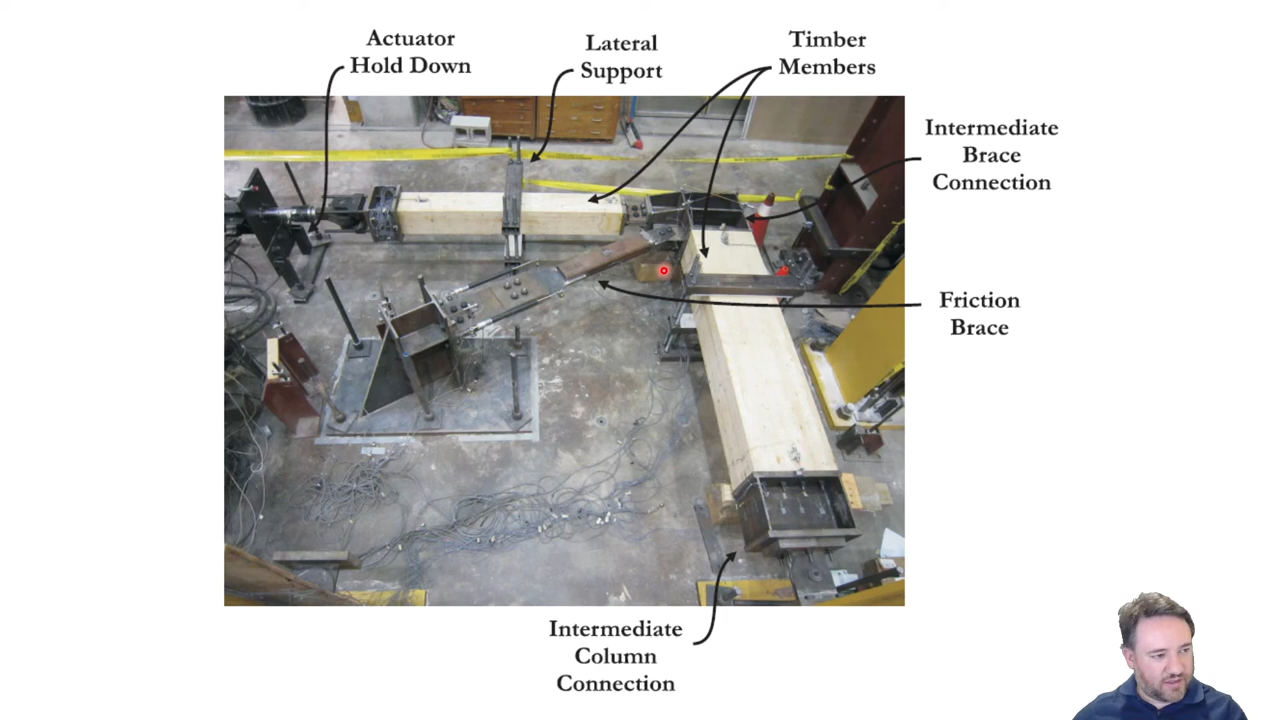 Actuator
Hold Down
Lateral
Support
Timber
Members
Intermediate
Brace
Connection
Friction
Brace
Intermediate
Column
Connection